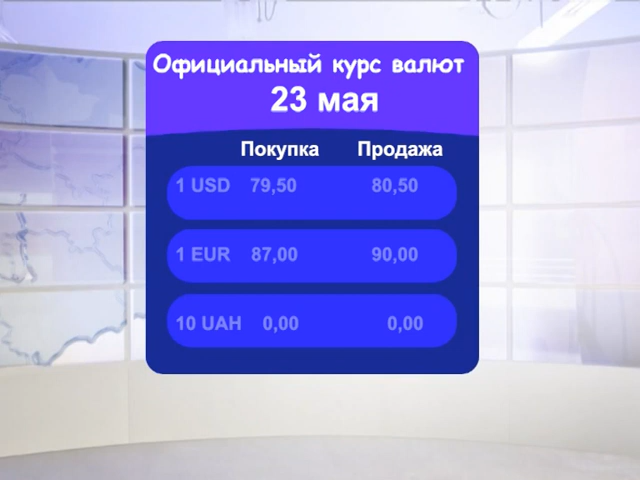 Официальный курс валют
23 мая
Покупка Продажа
1 USD 79,50 80,50
1 EUR 87,00 90,00
10 UAH 0,00 0,00